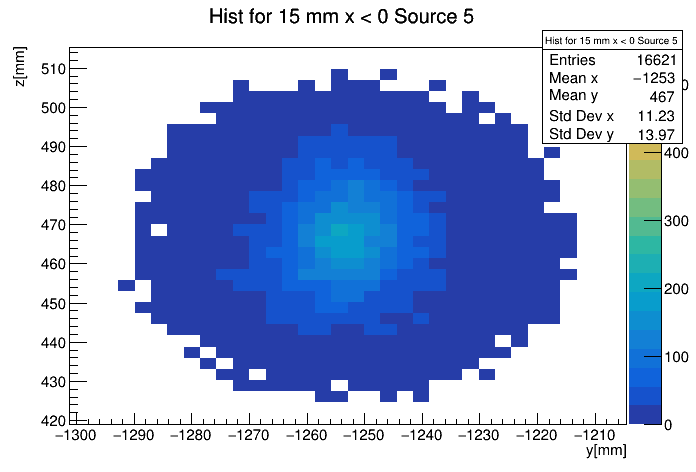 Hist for 15 mm x < 0 Source 5
Hist for 15 mm x < 0 Source 5
Entries 16621
Mean x −1253
Mean y 467
Std Dev x 11.23
Std Dev y 13.97
z[mm]
510
500
490
480
470
460
450
440
430
420
−1300 −1290 −1280 −1270 −1260 −1250 −1240 −1230 −1220 −1210
y[mm]
0
400
300
200
100
0